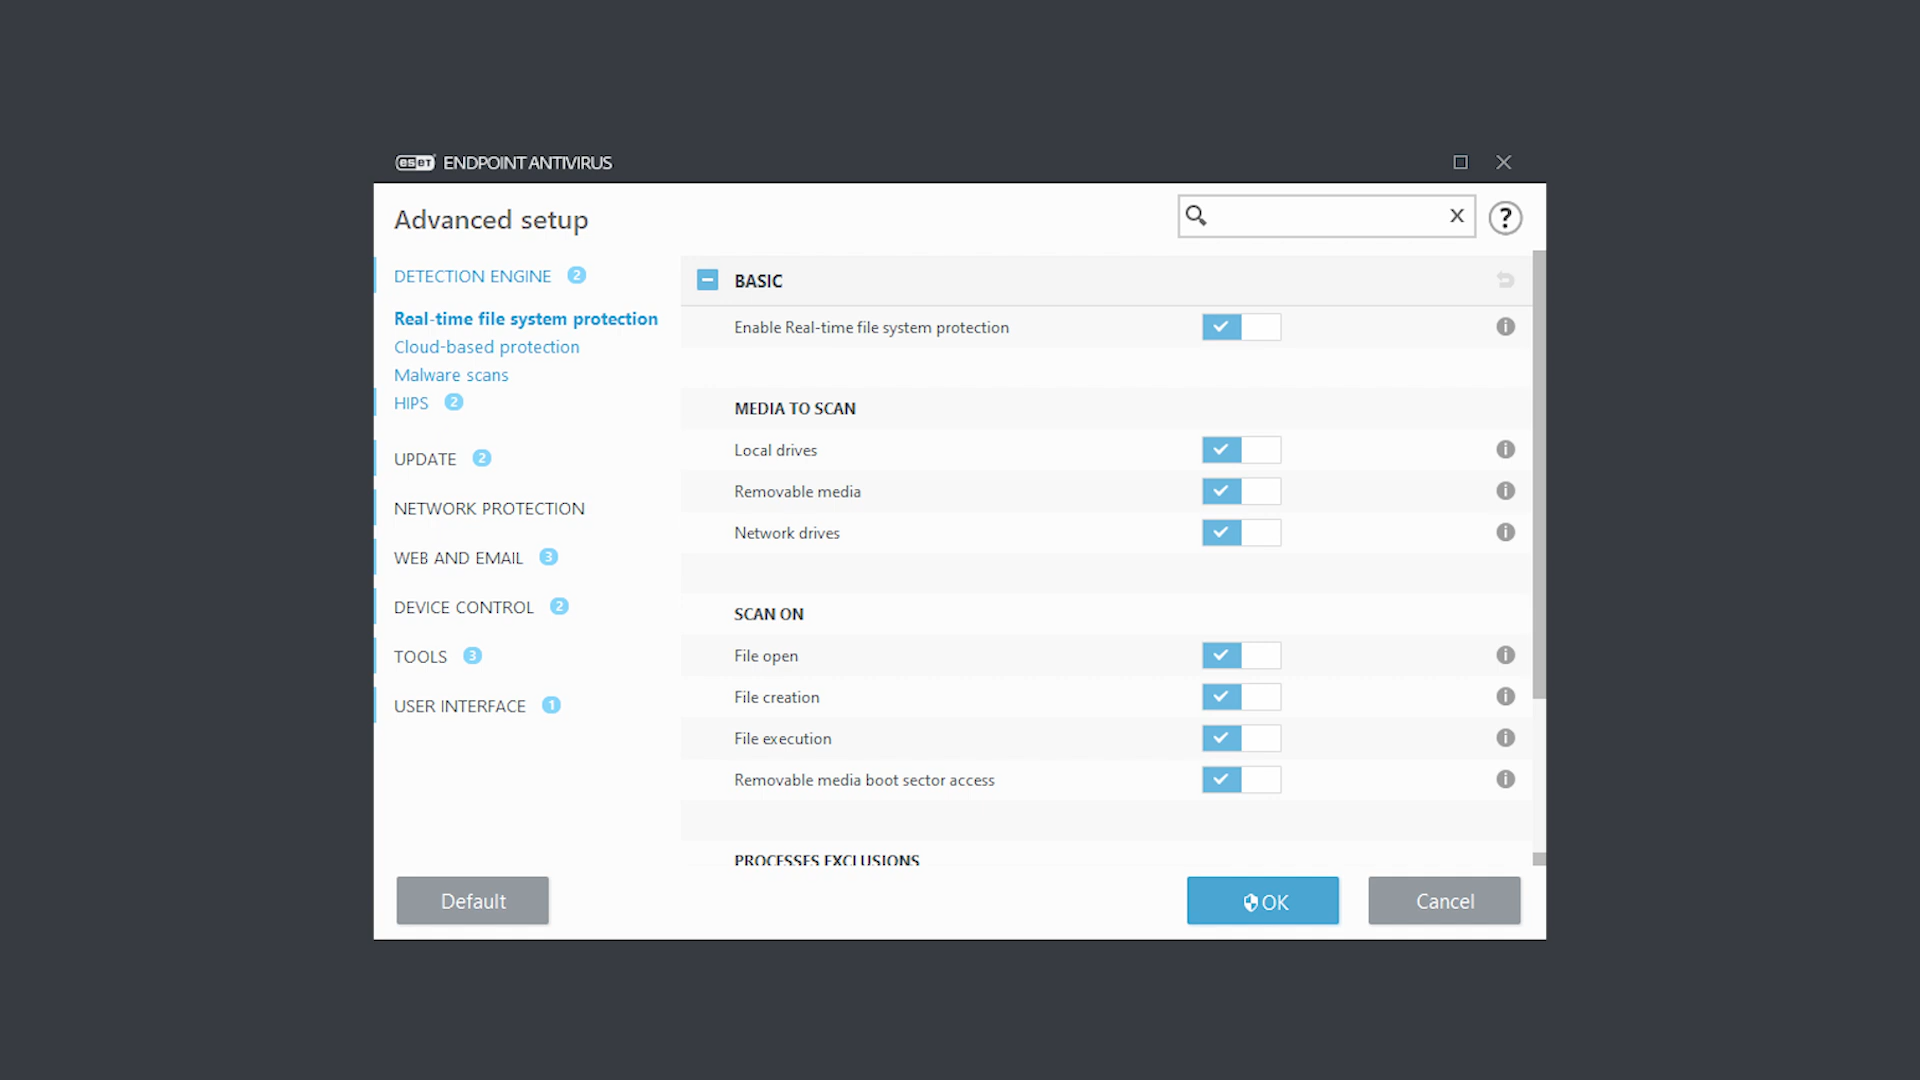 eset ENDPOINT ANTIVIRUS
Advanced setup
X
?
DETECTION ENGINE 2
Real-time file system protection
Cloud-based protection
Malware scans
HIPS 2
UPDATE 2
NETWORK PROTECTION
WEB AND EMAIL 3
DEVICE CONTROL 2
TOOLS 3
USER INTERFACE 1
BASIC
Enable Real-time file system protection
MEDIA TO SCAN
Local drives
Removable media
Network drives
SCAN ON
File open
File creation
File execution
Removable media boot sector access
PROCESSES EXCLUSIONS
Default
OK
Cancel